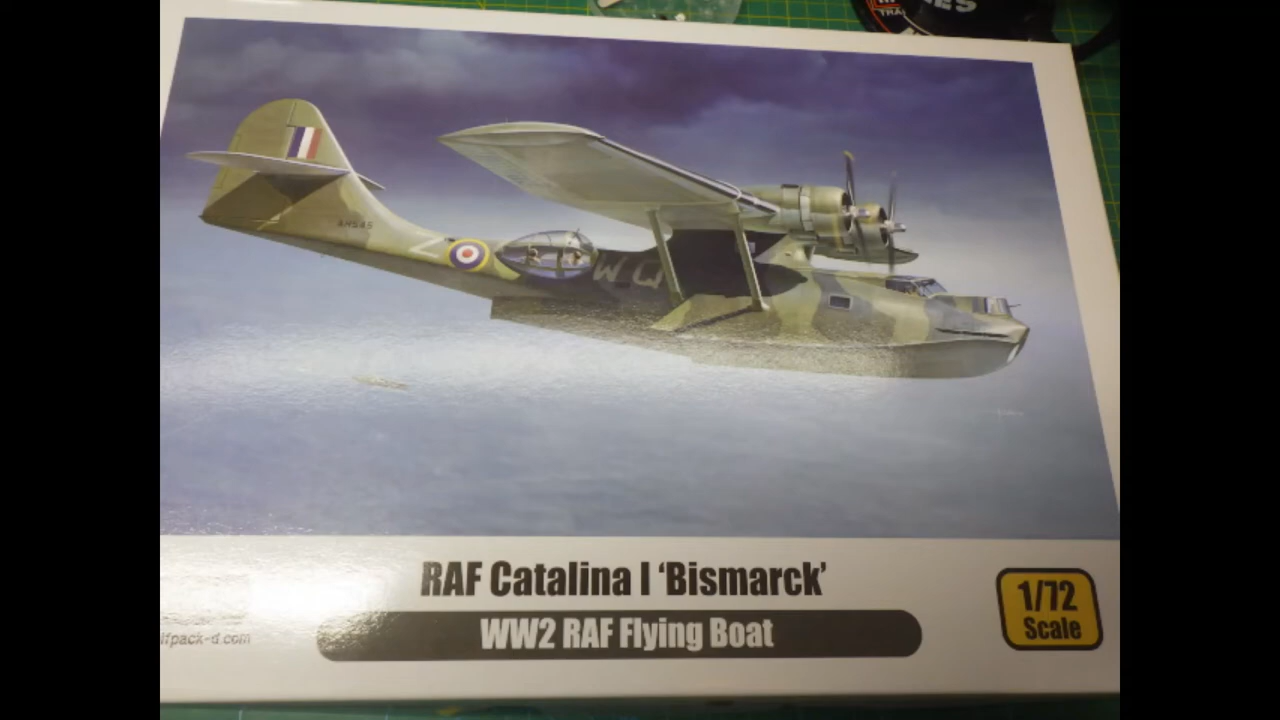 AH545
Z
W Q
RAF Catalina I ‘Bismarck’
WW2 RAF Flying Boat
1/72
Scale
lfpack-d.com